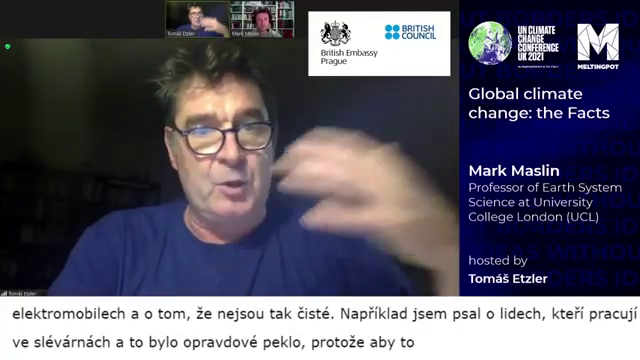 Tomáš Etzler
Mark Maslin
British Embassy
Prague
BRITISH
COUNCIL
UN CLIMATE
CHANGE
CONFERENCE
UK 2021
MELTINGPOT
Global climate
change: the Facts
Mark Maslin
Professor of Earth System
Science at University
College London (UCL)
hosted by
Tomáš Etzler
Tomáš Etzler
elektromobilech a o tom, že nejsou tak čisté. Například jsem psal o lidech, kteří pracují
ve slévárnách a to bylo opravdové peklo, protože aby to